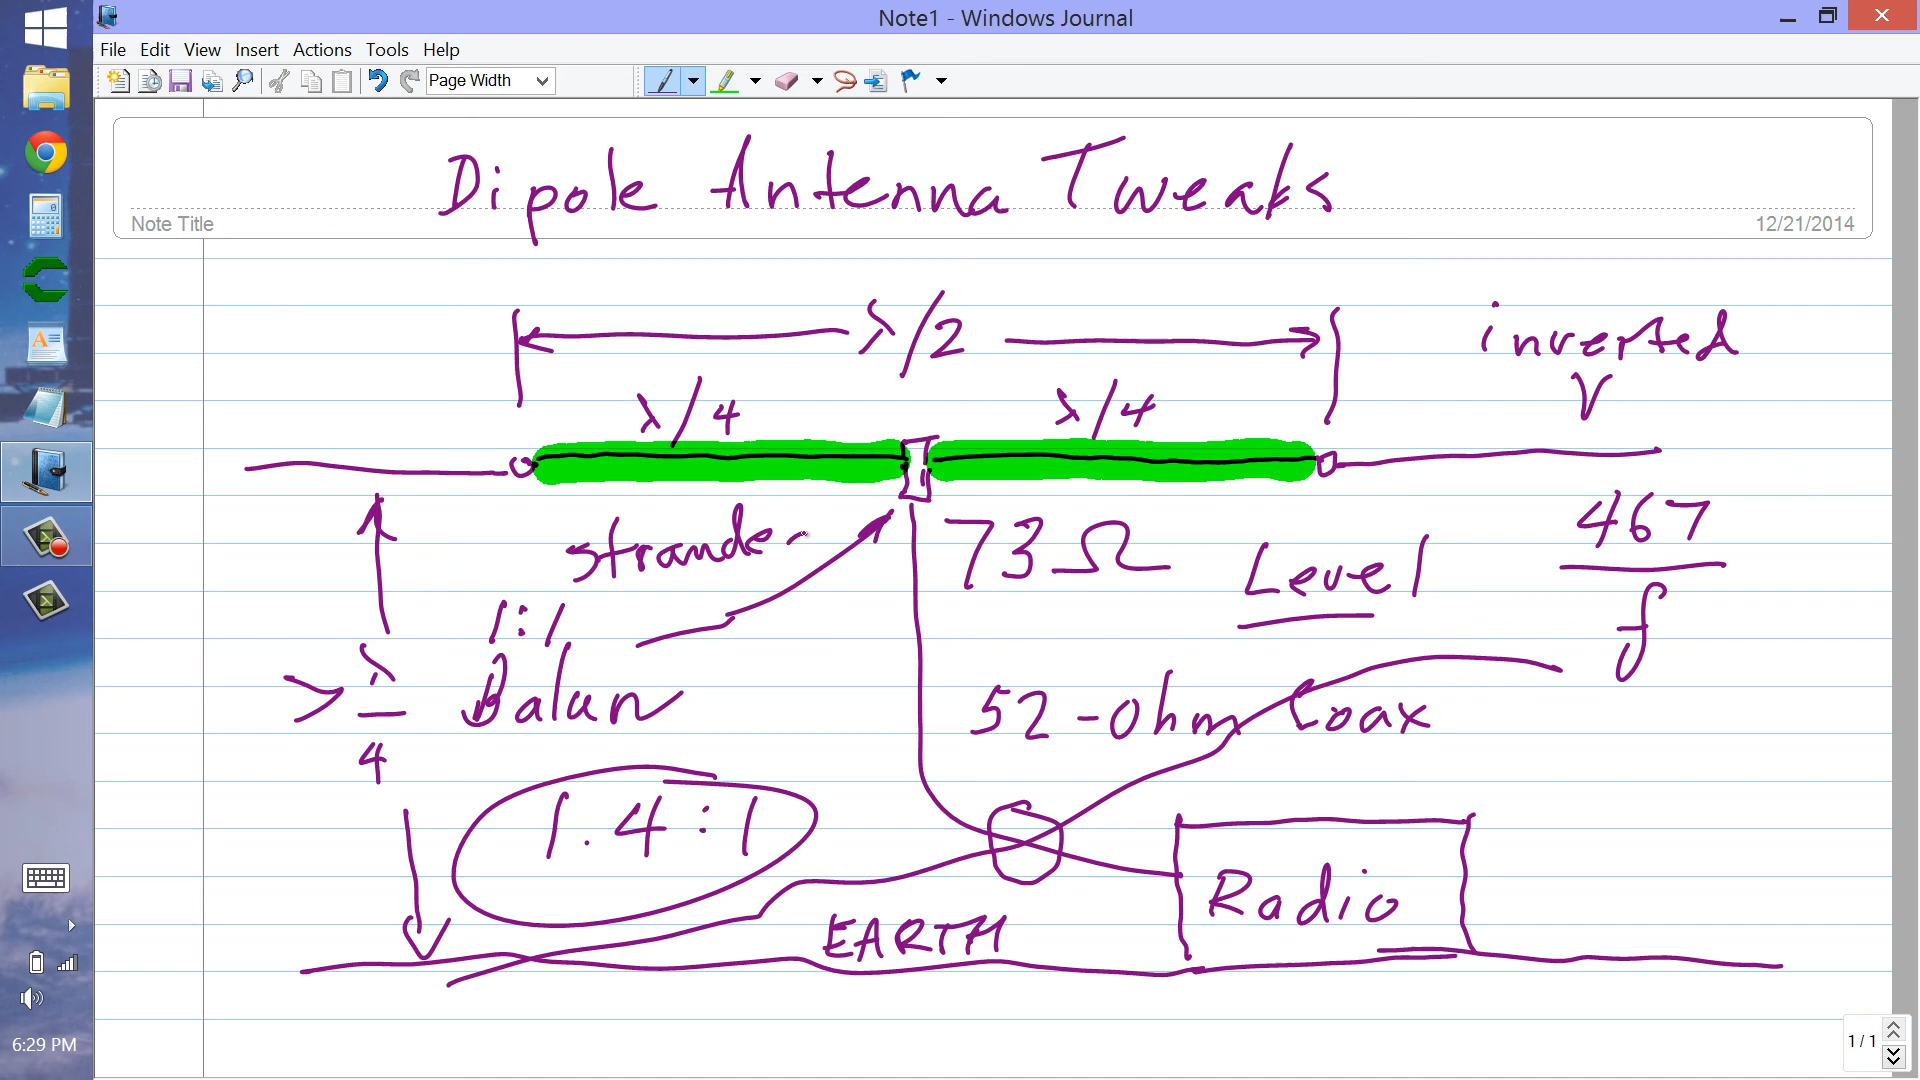 Note1 - Windows Journal
File Edit View Insert Actions Tools Help
Page Width
Dipole Antenna Tweaks
Note Title
12/21/2014
λ/2
inverted
V
λ/4
λ/4
strande
73Ω
467
f
Level
1:1
Balun
> λ
4
52-Ohm Coax
1.4:1
Radio
EARTH
6:29 PM
1 / 1